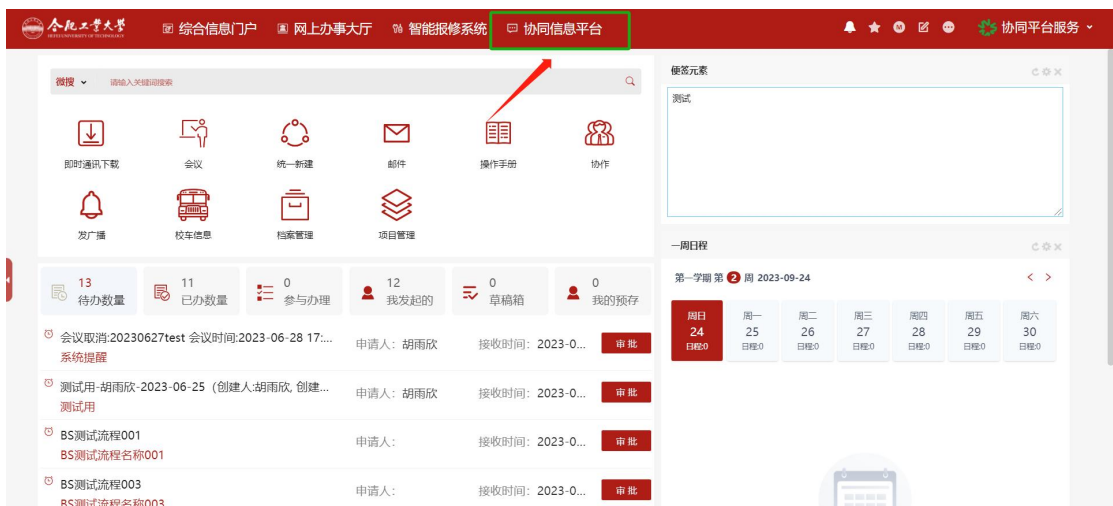 合肥工业大学 综合信息门户 网上办事大厅 智能报修系统 协同信息平台 协同平台服务
HEFEI UNIVERSITY OF TECHNOLOGY
微搜 请输入关键词搜索
即时通讯下载 会议 统一新建 邮件 操作手册 协作
发广播 校车信息 档案管理 项目管理
13 11 0 12 0 0
待办数量 已办数量 参与办理 我发起的 草稿箱 我的预存
会议取消:20230627test 会议时间:2023-06-28 17:... 申请人: 胡雨欣 接收时间: 2023-0... 审批
系统提醒
测试用-胡雨欣-2023-06-25 (创建人:胡雨欣, 创建... 申请人: 胡雨欣 接收时间: 2023-0... 审批
测试用
BS测试流程001 申请人: 接收时间: 2023-0... 审批
BS测试流程名称001
BS测试流程003 申请人: 接收时间: 2023-0... 审批
BS测试流程名称003
便签元素
测试
一周日程
第一学期 第 2 周 2023-09-24
周日 周一 周二 周三 周四 周五 周六
24 25 26 27 28 29 30
日程:0 日程:0 日程:0 日程:0 日程:0 日程:0 日程:0